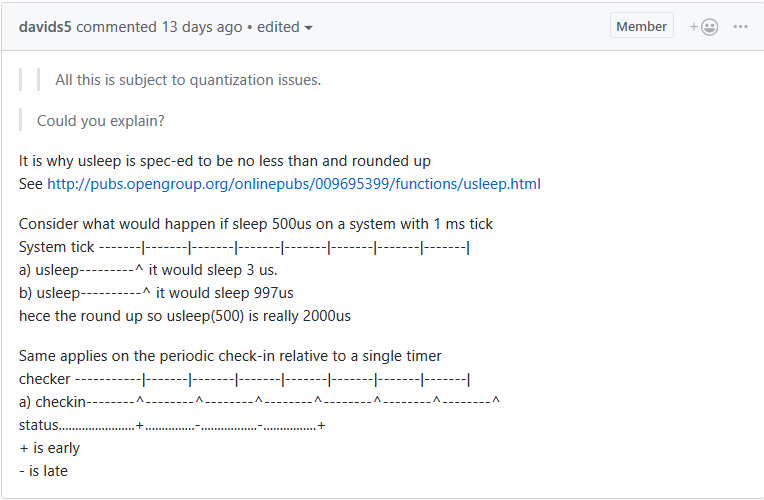 davids5 commented 13 days ago • edited
Member
All this is subject to quantization issues.
Could you explain?
It is why usleep is spec-ed to be no less than and rounded up
See http://pubs.opengroup.org/onlinepubs/009695399/functions/usleep.html
Consider what would happen if sleep 500us on a system with 1 ms tick
System tick -------|-------|-------|-------|-------|-------|-------|-------|
a) usleep---------^ it would sleep 3 us.
b) usleep----------^ it would sleep 997us
hece the round up so usleep(500) is really 2000us
Same applies on the periodic check-in relative to a single timer
checker -----------|-------|-------|-------|-------|-------|-------|-------|
a) checkin--------^--------^--------^--------^--------^--------^--------^
status.......................+...............-.................-................+
+ is early
- is late